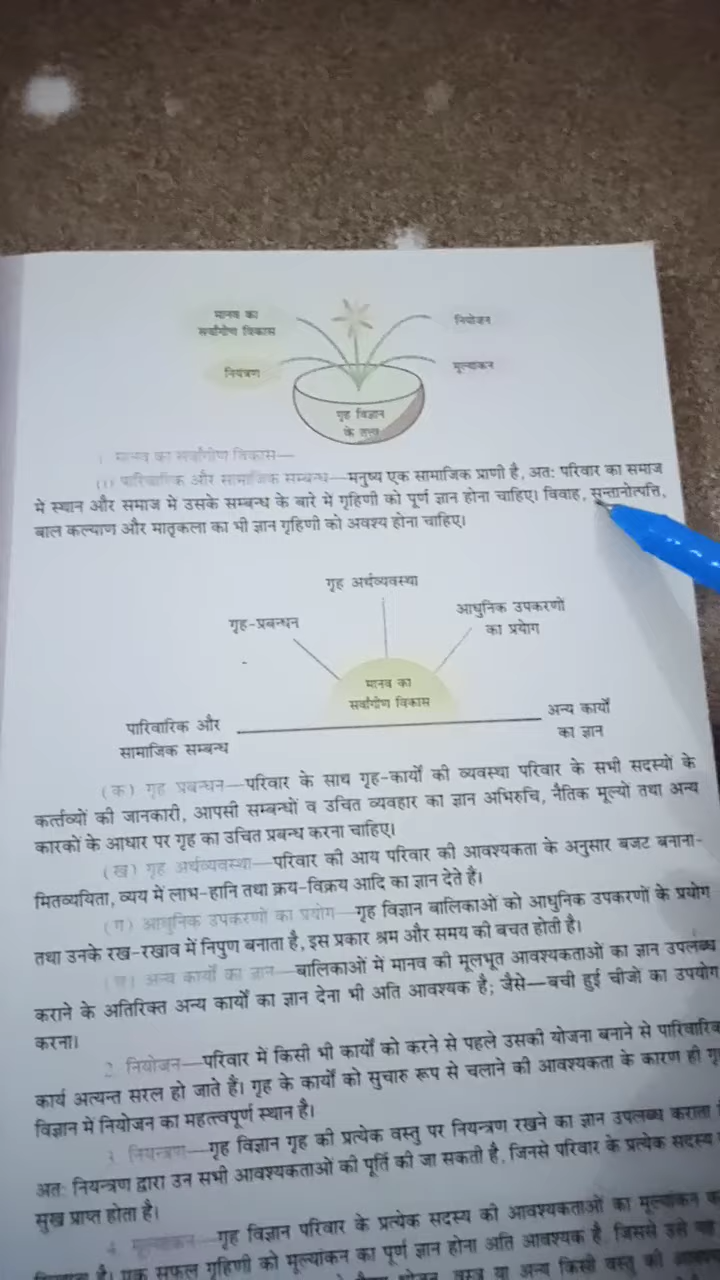 मानव का
सर्वांगीण विकास
नियोजन
नियंत्रण
मूल्यांकन
गृह विज्ञान
के तत्त्व
1. मानव का सर्वांगीण विकास—
(i) पारिवारिक और सामाजिक सम्बन्ध—मनुष्य एक सामाजिक प्राणी है, अतः परिवार का समाज
में स्थान और समाज में उसके सम्बन्ध के बारे में गृहिणी को पूर्ण ज्ञान होना चाहिए। विवाह, सन्तानोत्पत्ति,
बाल कल्याण और मातृकला का भी ज्ञान गृहिणी को अवश्य होना चाहिए।
गृह अर्थव्यवस्था
गृह-प्रबन्धन
आधुनिक उपकरणों
का प्रयोग
मानव का
सर्वांगीण विकास
पारिवारिक और
सामाजिक सम्बन्ध
अन्य कार्यों
का ज्ञान
(क) गृह प्रबन्धन—परिवार के साथ गृह-कार्यों की व्यवस्था परिवार के सभी सदस्यों के
कर्त्तव्यों की जानकारी, आपसी सम्बन्धों व उचित व्यवहार का ज्ञान अभिरुचि, नैतिक मूल्यों तथा अन्य
कारकों के आधार पर गृह का उचित प्रबन्ध करना चाहिए।
(ख) गृह अर्थव्यवस्था—परिवार की आय परिवार की आवश्यकता के अनुसार बजट बनाना-
मितव्ययिता, व्यय में लाभ-हानि तथा क्रय-विक्रय आदि का ज्ञान देते हैं।
(ग) आधुनिक उपकरणों का प्रयोग—गृह विज्ञान बालिकाओं को आधुनिक उपकरणों के प्रयोग
तथा उनके रख-रखाव में निपुण बनाता है, इस प्रकार श्रम और समय की बचत होती है।
(घ) अन्य कार्यों का ज्ञान—बालिकाओं में मानव की मूलभूत आवश्यकताओं का ज्ञान उपलब्ध
कराने के अतिरिक्त अन्य कार्यों का ज्ञान देना भी अति आवश्यक है; जैसे—बची हुई चीजों का उपयोग
करना।
2. नियोजन—परिवार में किसी भी कार्यों को करने से पहले उसकी योजना बनाने से पारिवारिक
कार्य अत्यन्त सरल हो जाते हैं। गृह के कार्यों को सुचारु रूप से चलाने की आवश्यकता के कारण ही गृह
विज्ञान में नियोजन का महत्त्वपूर्ण स्थान है।
3. नियन्त्रण—गृह विज्ञान गृह की प्रत्येक वस्तु पर नियन्त्रण रखने का ज्ञान उपलब्ध कराता
अतः नियन्त्रण द्वारा उन सभी आवश्यकताओं की पूर्ति की जा सकती है, जिनसे परिवार के प्रत्येक सदस्य
सुख प्राप्त होता है।
4. मूल्यांकन—गृह विज्ञान परिवार के प्रत्येक सदस्य की आवश्यकताओं का मूल्यांकन
है। एक सफल गृहिणी को मूल्यांकन का पूर्ण ज्ञान होना अति आवश्यक है, जिससे उसे
वस्त्र या अन्य किसी वस्तु की